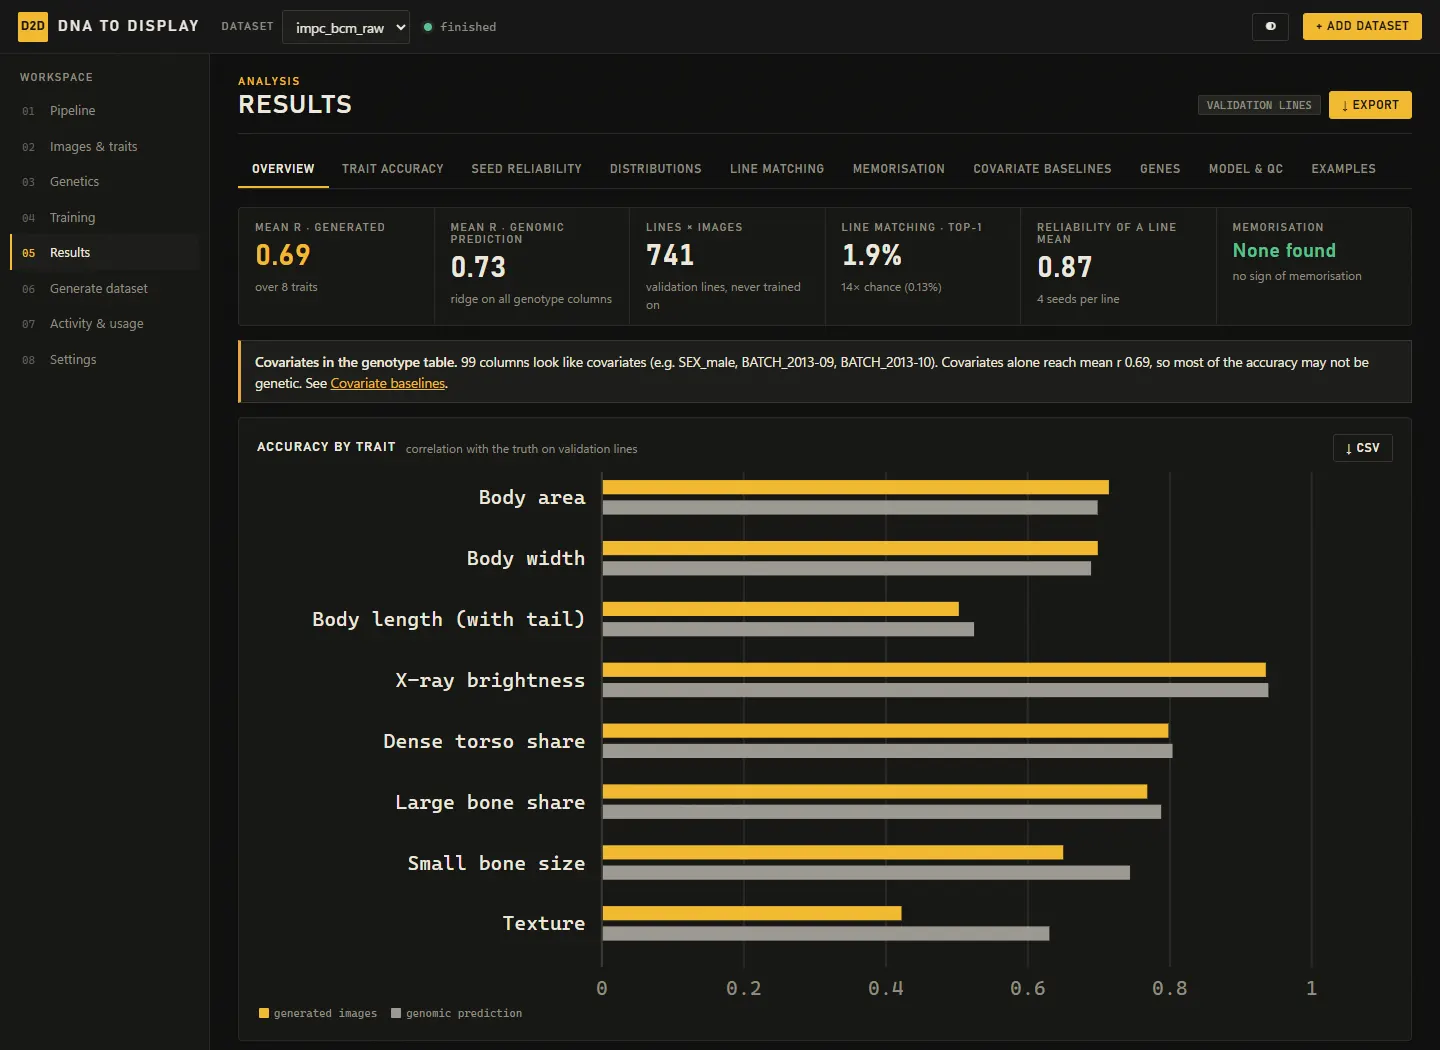 D2D DNA TO DISPLAY DATASET impc_bcm_raw finished + ADD DATASET
WORKSPACE
01 Pipeline
02 Images & traits
03 Genetics
04 Training
05 Results
06 Generate dataset
07 Activity & usage
08 Settings
ANALYSIS
RESULTS
VALIDATION LINES ↓ EXPORT
OVERVIEW TRAIT ACCURACY SEED RELIABILITY DISTRIBUTIONS LINE MATCHING MEMORISATION COVARIATE BASELINES GENES MODEL & QC EXAMPLES
MEAN R · GENERATED
0.69
over 8 traits
MEAN R · GENOMIC
PREDICTION
0.73
ridge on all genotype columns
LINES × IMAGES
741
validation lines, never trained
on
LINE MATCHING · TOP-1
1.9%
14× chance (0.13%)
RELIABILITY OF A LINE
MEAN
0.87
4 seeds per line
MEMORISATION
None found
no sign of memorisation
Covariates in the genotype table. 99 columns look like covariates (e.g. SEX_male, BATCH_2013-09, BATCH_2013-10). Covariates alone reach mean r 0.69, so most of the accuracy may not be
genetic. See Covariate baselines.
ACCURACY BY TRAIT correlation with the truth on validation lines ↓ CSV
Body area
Body width
Body length (with tail)
X-ray brightness
Dense torso share
Large bone share
Small bone size
Texture
0 0.2 0.4 0.6 0.8 1
generated images genomic prediction